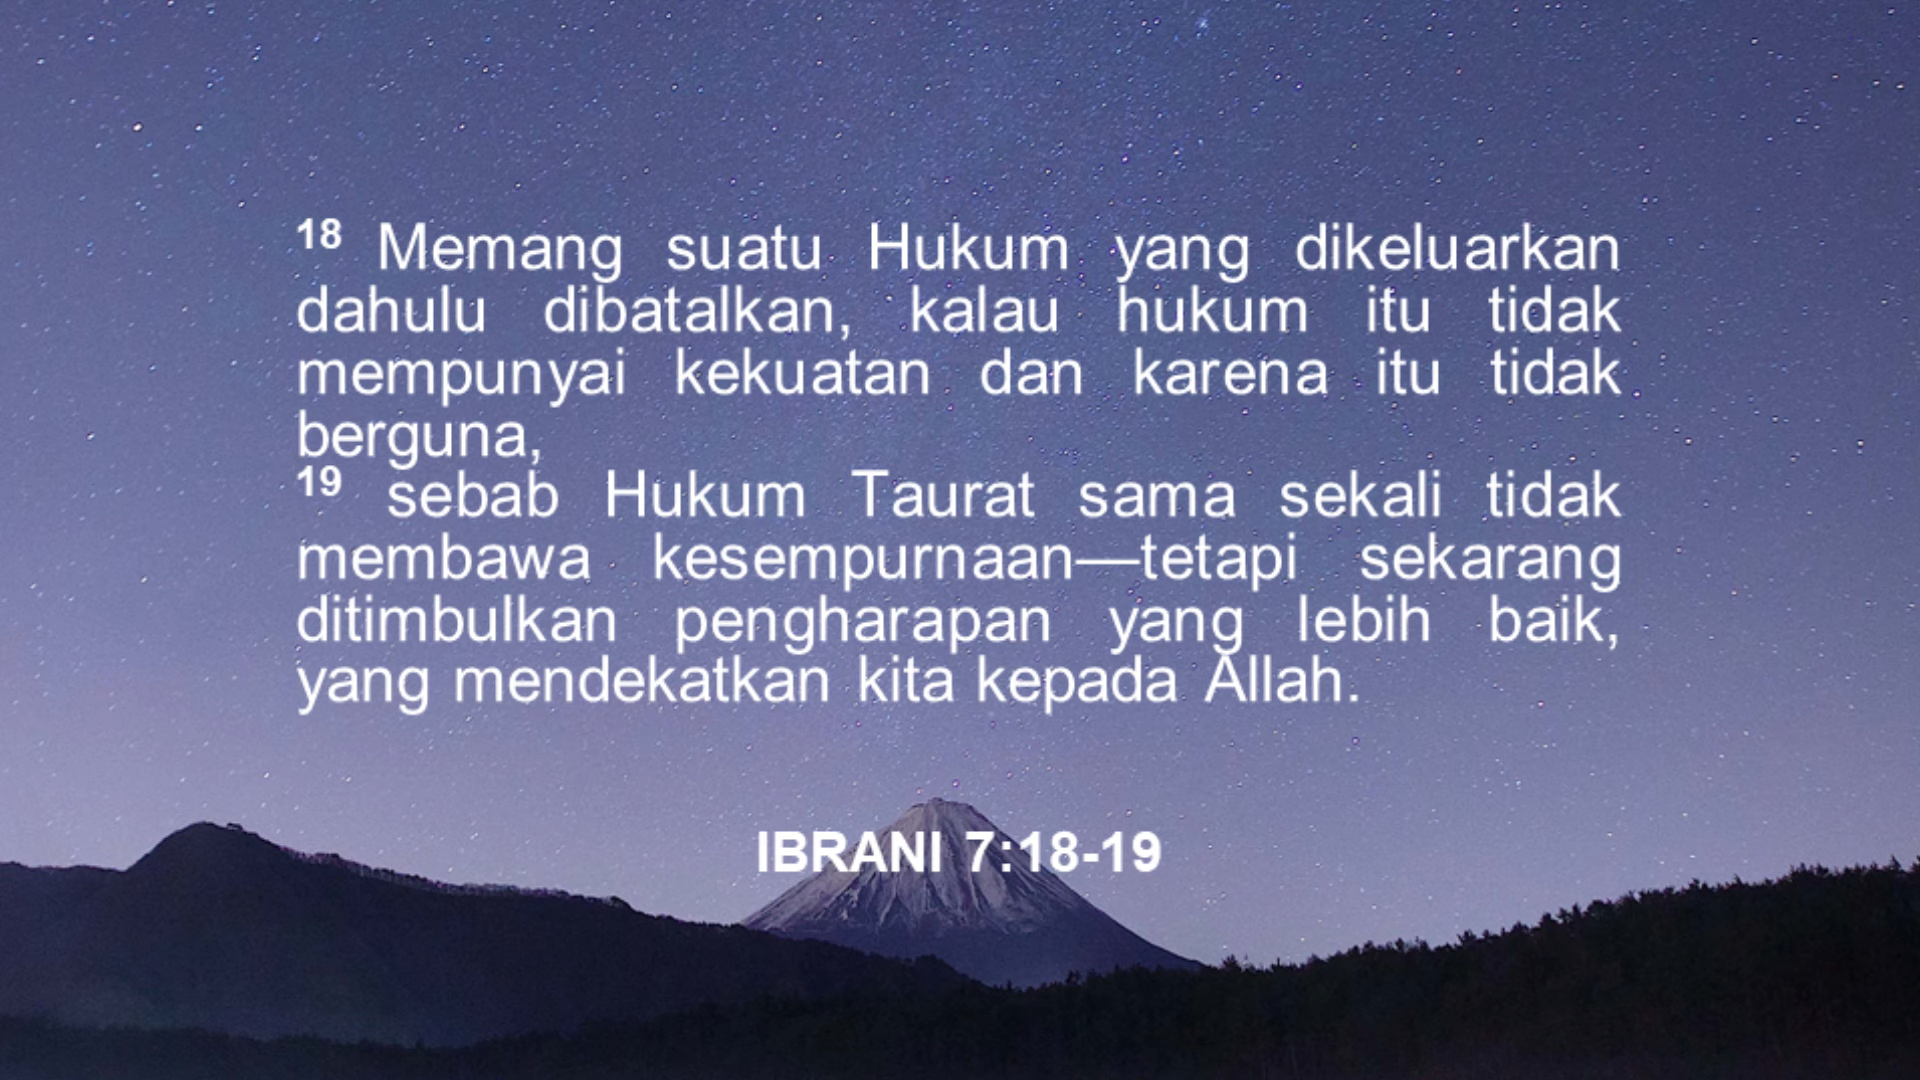 18 Memang suatu Hukum yang dikeluarkan
dahulu dibatalkan, kalau hukum itu tidak
mempunyai kekuatan dan karena itu tidak
berguna,
19 sebab Hukum Taurat sama sekali tidak
membawa kesempurnaan—tetapi sekarang
ditimbulkan pengharapan yang lebih baik,
yang mendekatkan kita kepada Allah.
IBRANI 7:18-19